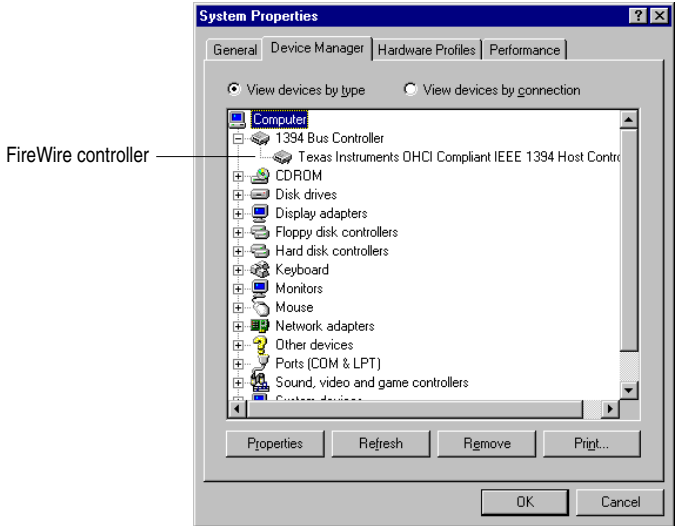 System Properties
General Device Manager Hardware Profiles Performance
View devices by type View devices by connection
Computer
1394 Bus Controller
FireWire controller
Texas Instruments OHCI Compliant IEEE 1394 Host Contro
CDROM
Disk drives
Display adapters
Floppy disk controllers
Hard disk controllers
Keyboard
Monitors
Mouse
Network adapters
Other devices
Ports (COM & LPT)
Sound, video and game controllers
System devices
Properties Refresh Remove Print...
OK Cancel